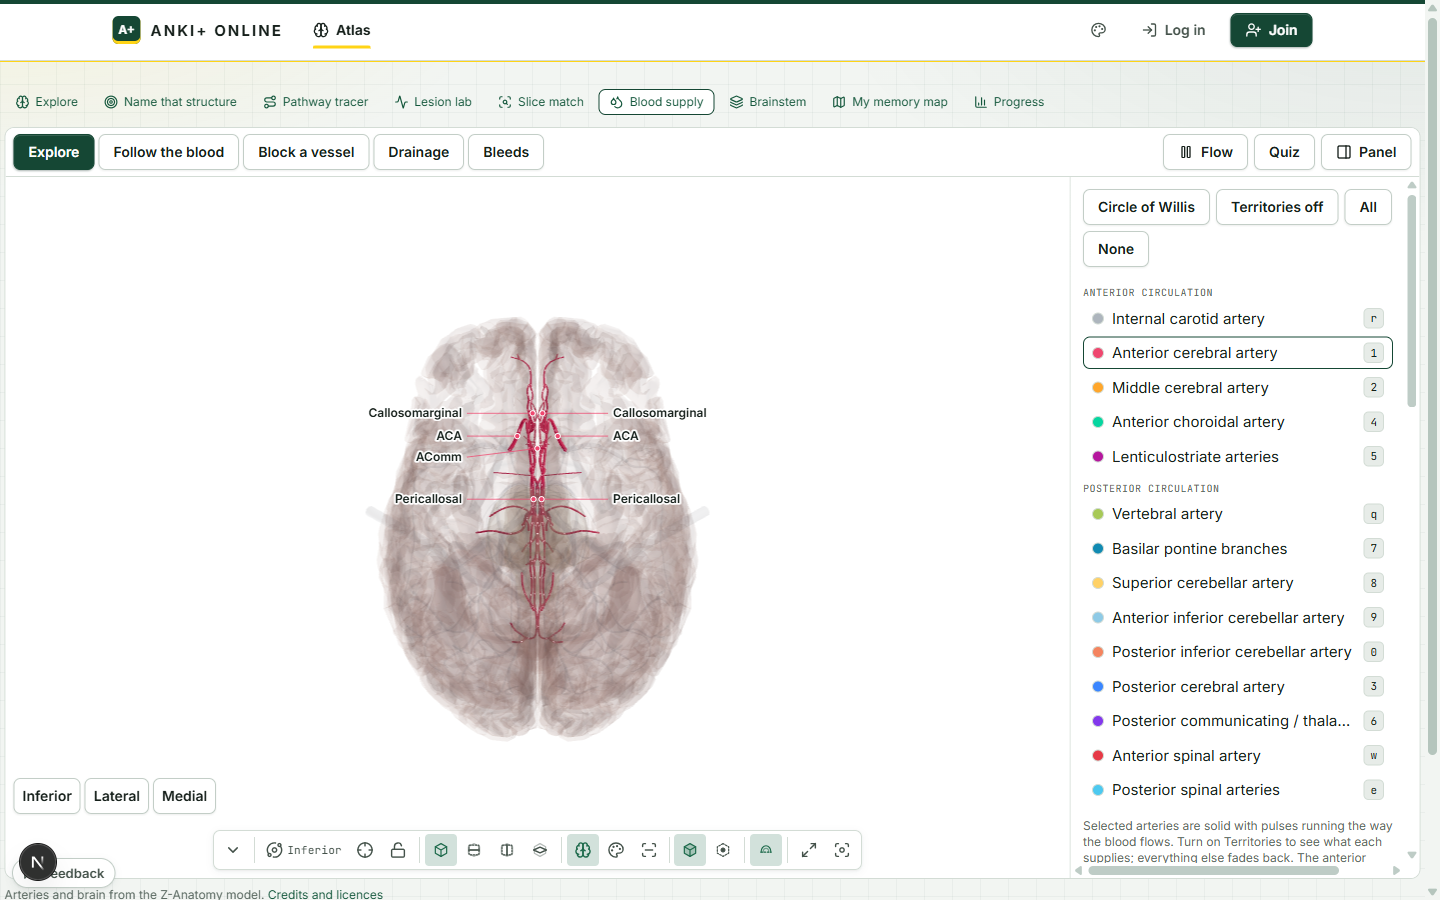 A+ ANKI+ ONLINE Atlas Log in Join
Explore Name that structure Pathway tracer Lesion lab Slice match Blood supply Brainstem My memory map Progress
Explore Follow the blood Block a vessel Drainage Bleeds Flow Quiz Panel
Circle of Willis Territories off All
None
ANTERIOR CIRCULATION
Internal carotid artery r
Anterior cerebral artery 1
Middle cerebral artery 2
Anterior choroidal artery 4
Lenticulostriate arteries 5
POSTERIOR CIRCULATION
Vertebral artery q
Basilar pontine branches 7
Superior cerebellar artery 8
Anterior inferior cerebellar artery 9
Posterior inferior cerebellar artery 0
Posterior cerebral artery 3
Posterior communicating / thala... 6
Anterior spinal artery w
Posterior spinal arteries e
Selected arteries are solid with pulses running the way
the blood flows. Turn on Territories to see what each
supplies; everything else fades back. The anterior
Callosomarginal Callosomarginal
ACA ACA
AComm
Pericallosal Pericallosal
Inferior Lateral Medial
Inferior
N eedback
Arteries and brain from the Z-Anatomy model. Credits and licences